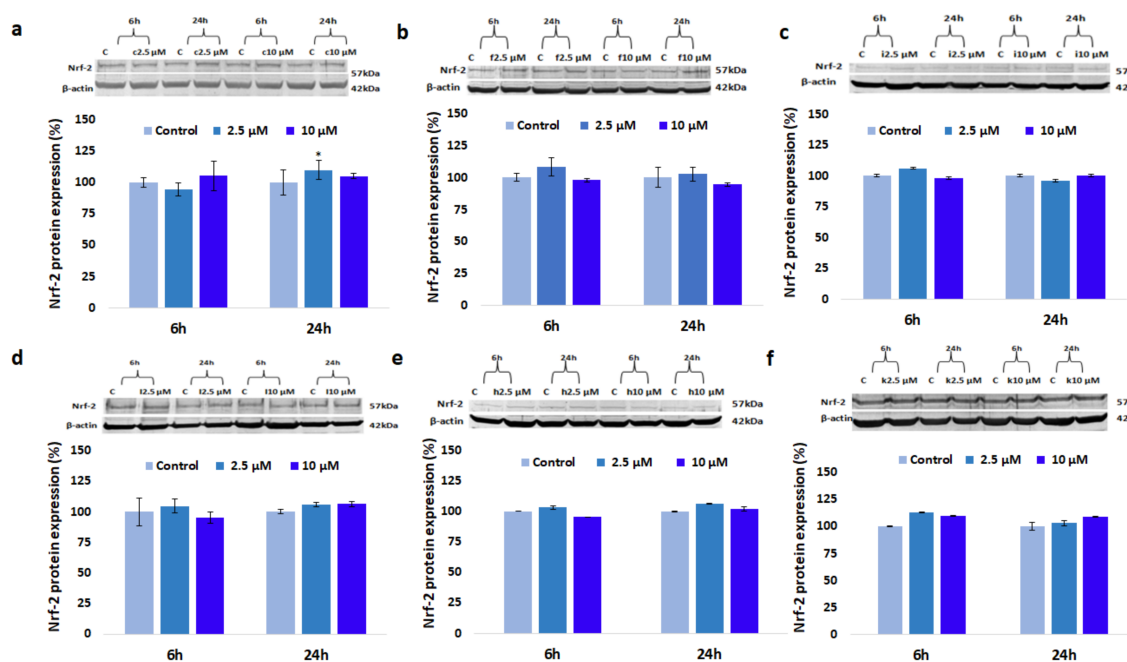 a
6h 24h 6h 24h
C c2.5 µM C c2.5 µM C c10 µM C c10 µM
Nrf-2 57kDa
β-actin 42kDa
Nrf-2 protein expression (%)
150
125
100
75
50
25
0
Control 2.5 µM 10 µM
*
6h 24h
b
6h 24h 6h 24h
C f2.5 µM C f2.5 µM C f10 µM C f10 µM
Nrf-2 57kDa
β-actin 42kDa
Nrf-2 protein expression (%)
150
125
100
75
50
25
0
Control 2.5 µM 10 µM
6h 24h
c
6h 24h 6h 24h
C i2.5 µM C i2.5 µM C i10 µM C i10 µM
Nrf-2 57
β-actin 42kDa
Nrf-2 protein expression (%)
150
125
100
75
50
25
0
Control 2.5 µM 10 µM
6h 24h
d
6h 24h 6h 24h
C l2.5 µM C l2.5 µM C l10 µM C l10 µM
Nrf-2 57kDa
β-actin 42kDa
Nrf-2 protein expression (%)
150
125
100
75
50
25
0
Control 2.5 µM 10 µM
6h 24h
e
6h 24h 6h 24h
C h2.5 µM C h2.5 µM C h10 µM C h10 µM
Nrf-2 57kDa
β-actin 42kDa
Nrf-2 protein expression (%)
150
125
100
75
50
25
0
Control 2.5 µM 10 µM
6h 24h
f
6h 24h 6h 24h
C k2.5 µM C k2.5 µM C k10 µM C k10 µM
Nrf-2 57kDa
β-actin 42kDa
Nrf-2 protein expression (%)
150
125
100
75
50
25
0
Control 2.5 µM 10 µM
6h 24h